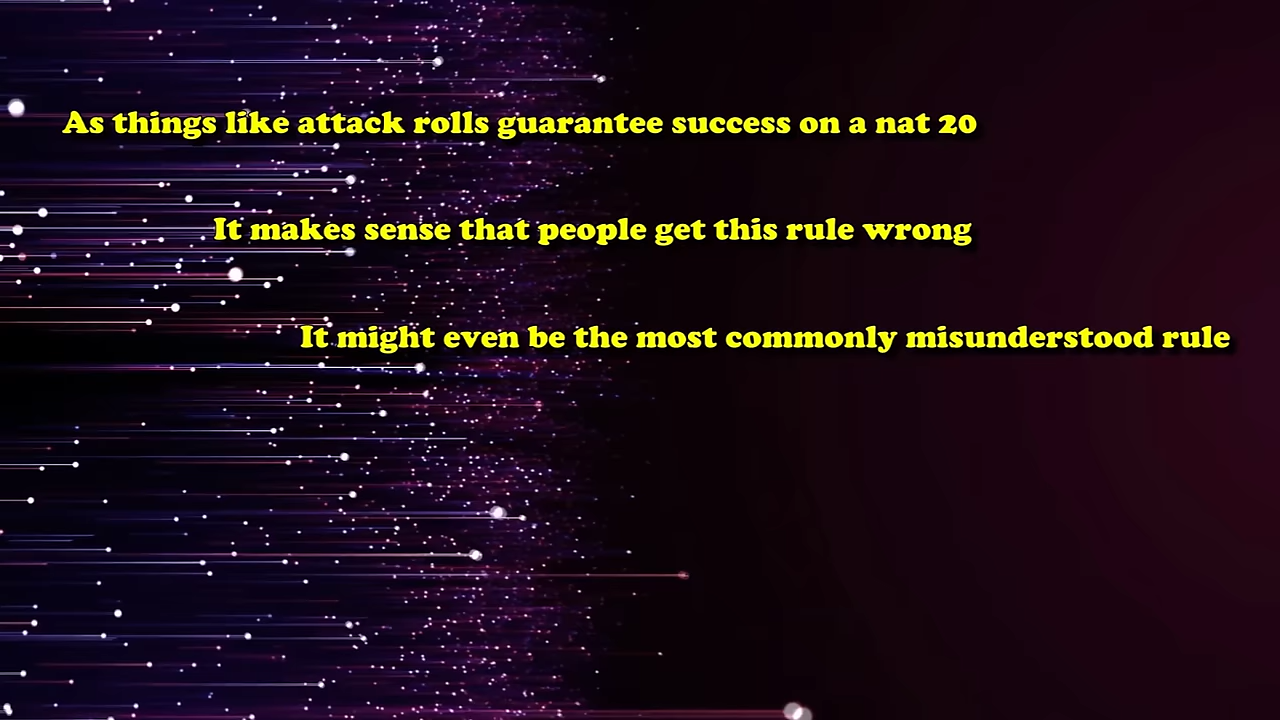 As things like attack rolls guarantee success on a nat 20
It makes sense that people get this rule wrong
It might even be the most commonly misunderstood rule